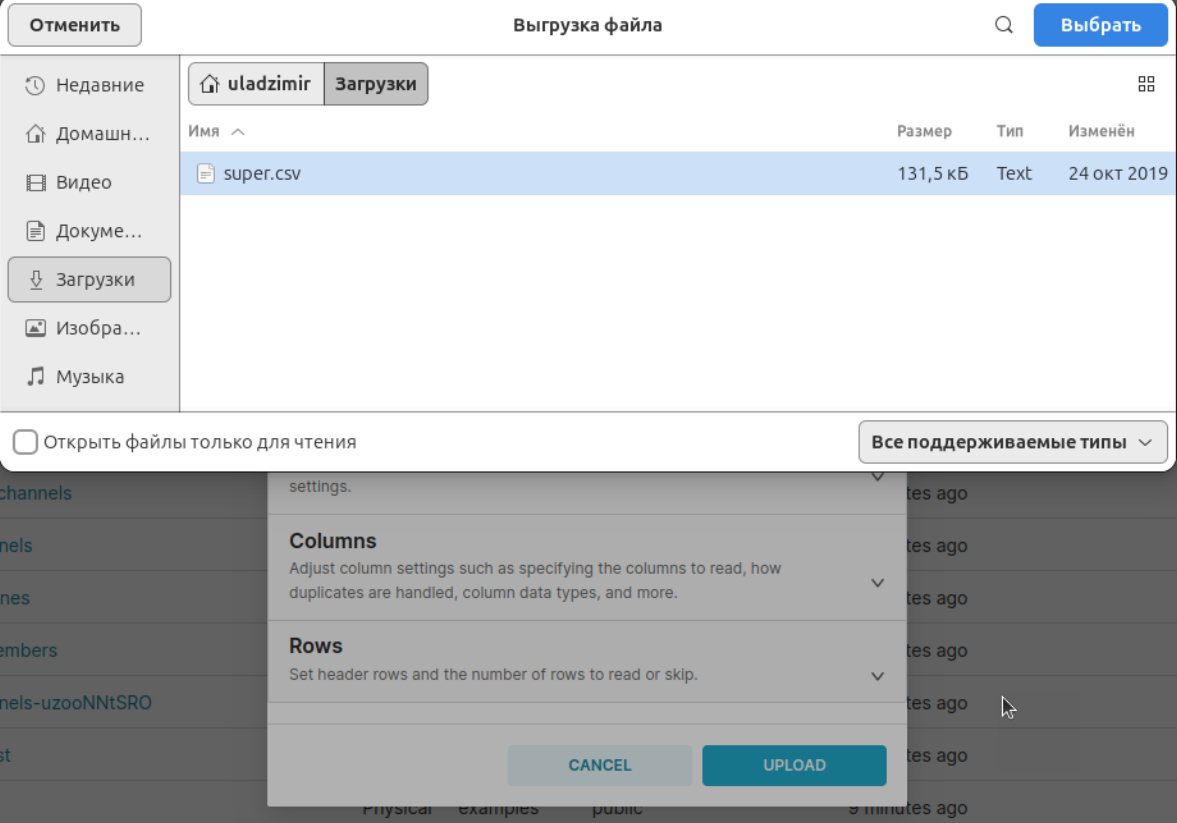 Отменить
Выгрузка файла
Выбрать
Недавние
uladzimir
Загрузки
Домашн...
Имя
Размер
Тип
Изменён
super.csv
131,5 кБ
Text
24 окт 2019
Видео
Докуме...
Загрузки
Изобра...
Музыка
Открыть файлы только для чтения
Все поддерживаемые типы
channels
settings.
tes ago
nels
Columns
tes ago
Adjust column settings such as specifying the columns to read, how
duplicates are handled, column data types, and more.
nes
tes ago
embers
Rows
tes ago
Set header rows and the number of rows to read or skip.
nels-uzooNNtSRO
tes ago
st
CANCEL
UPLOAD
tes ago
Physical
examples
public
9 minutes ago